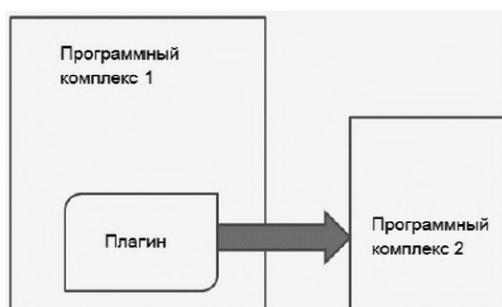 Программный
комплекс 1
Плагин
Программный
комплекс 2